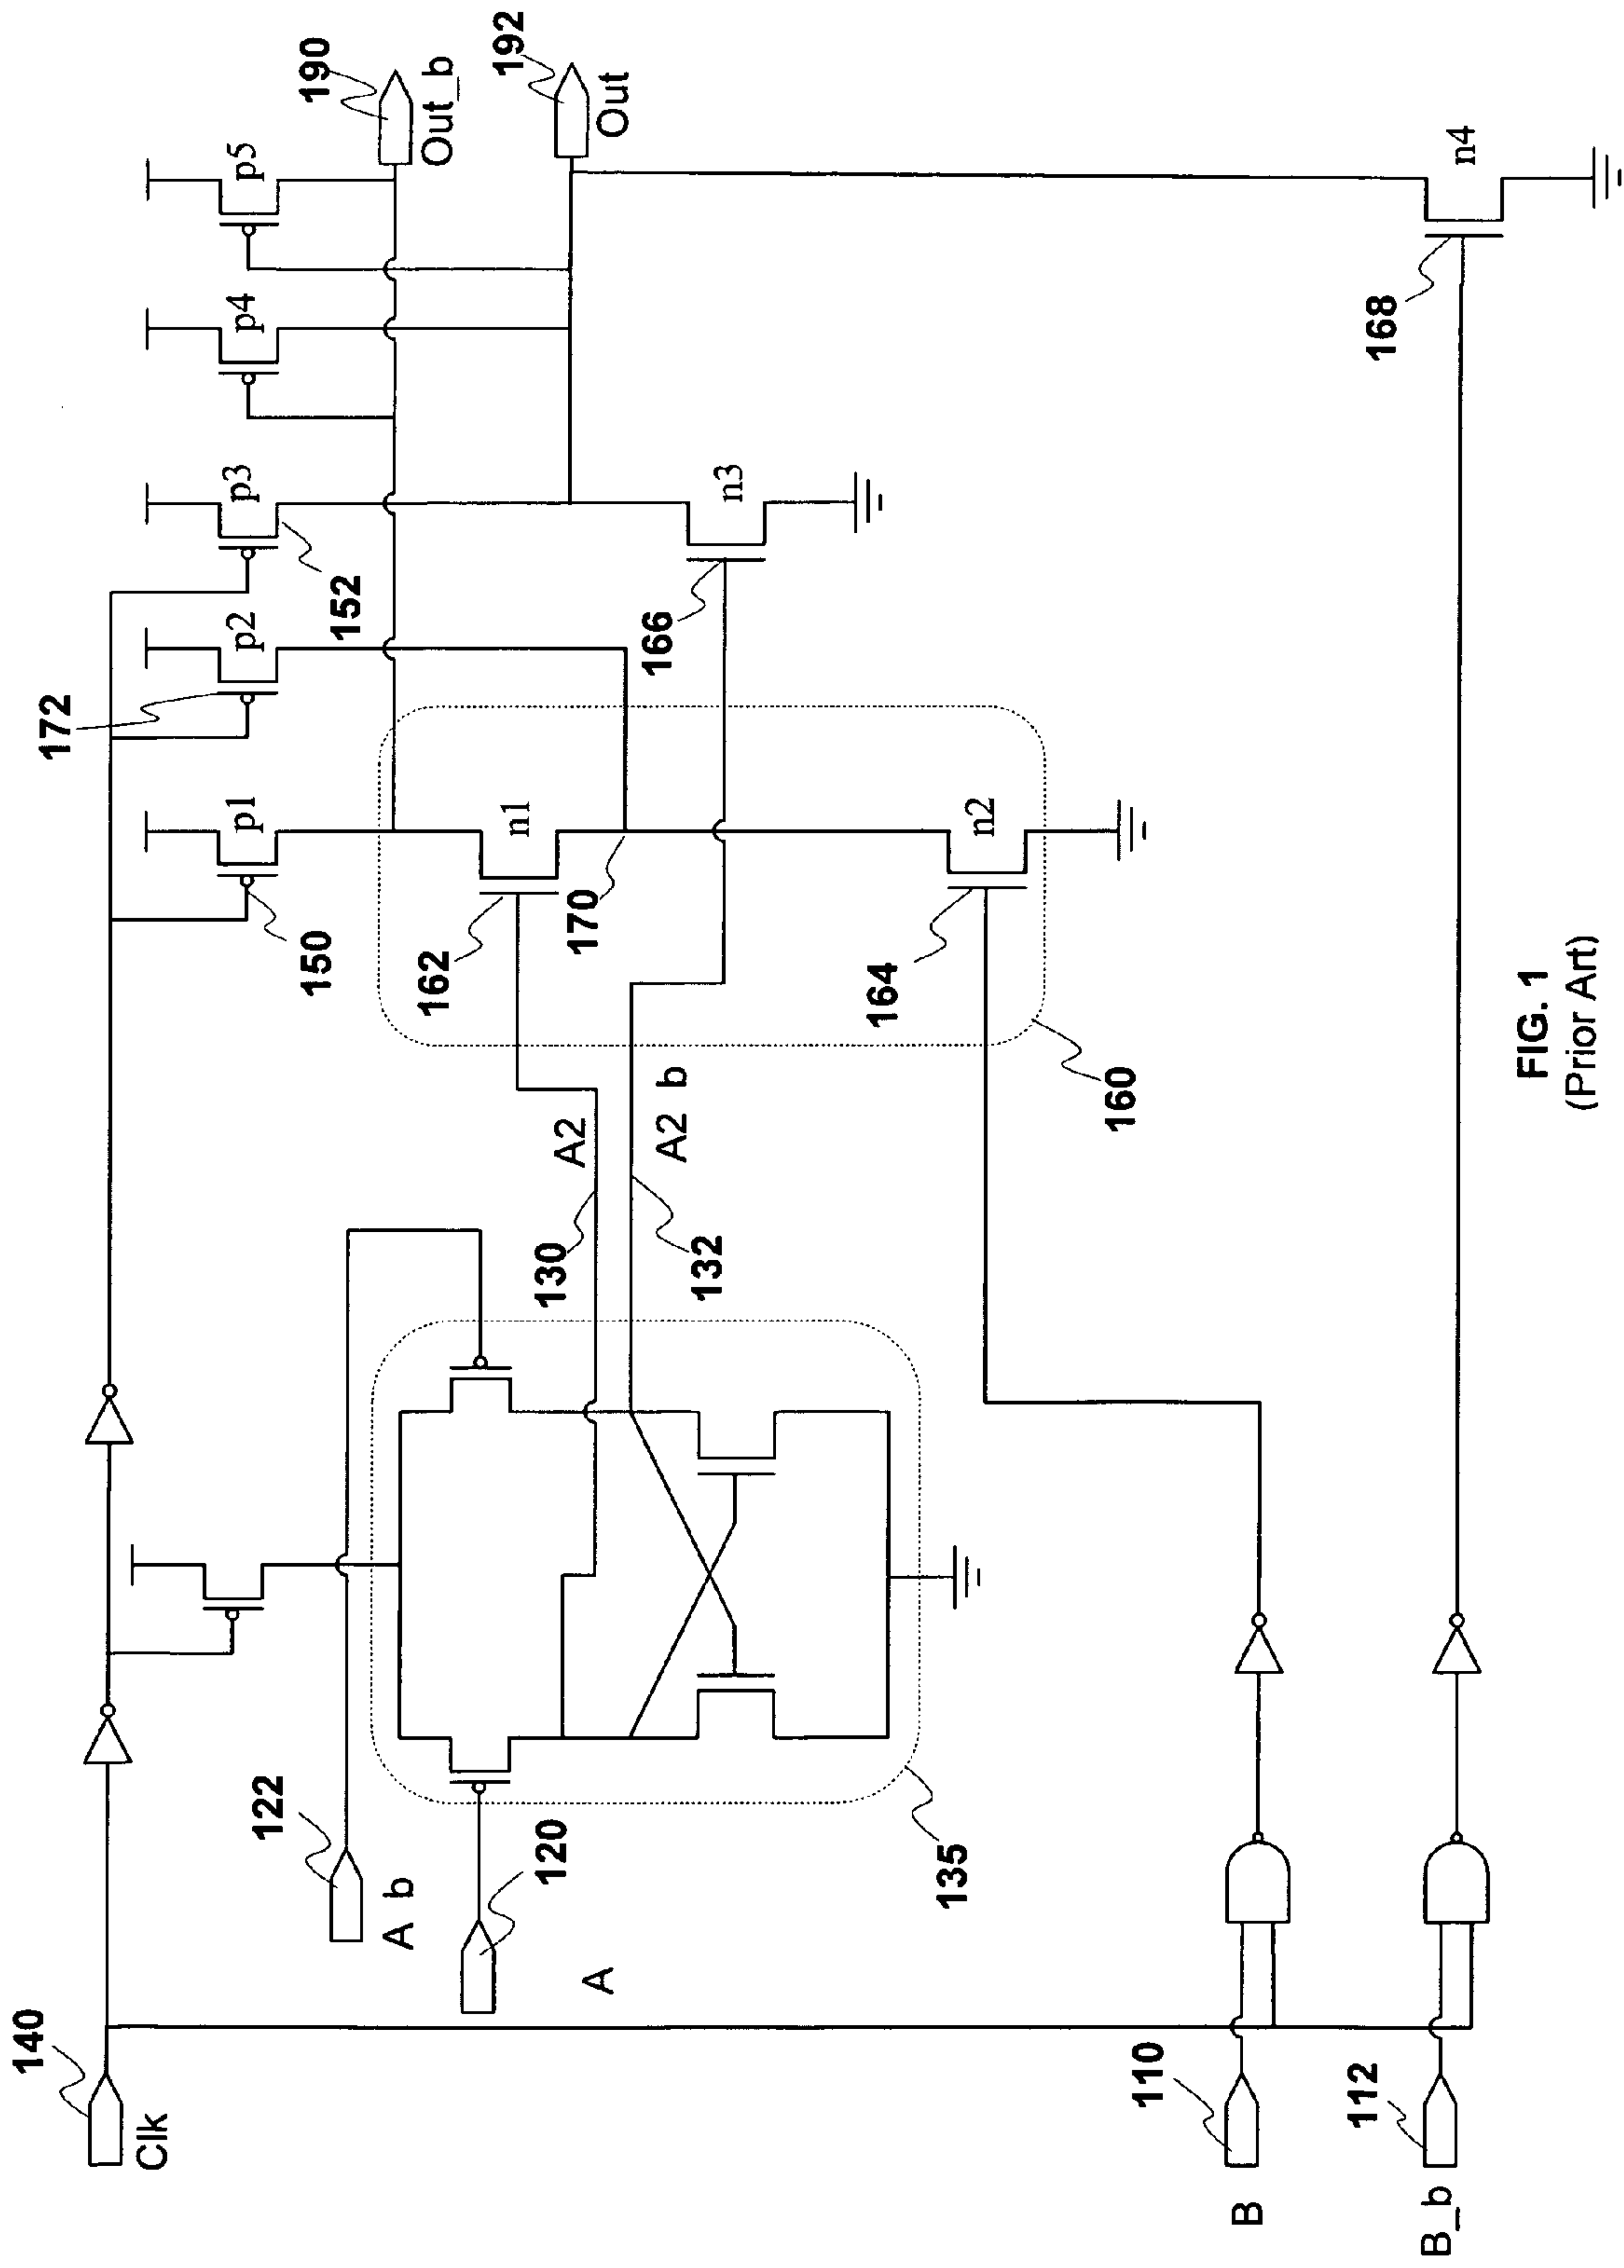 140
Clk
122
A b
120
A
135
110
B
112
B_b
130
A2
132
A2 b
150
p1
172
p2
p3
152
p4
p5
190
Out_b
192
Out
162
n1
170
164
n2
160
166
n3
168
n4
FIG. 1
(Prior Art)